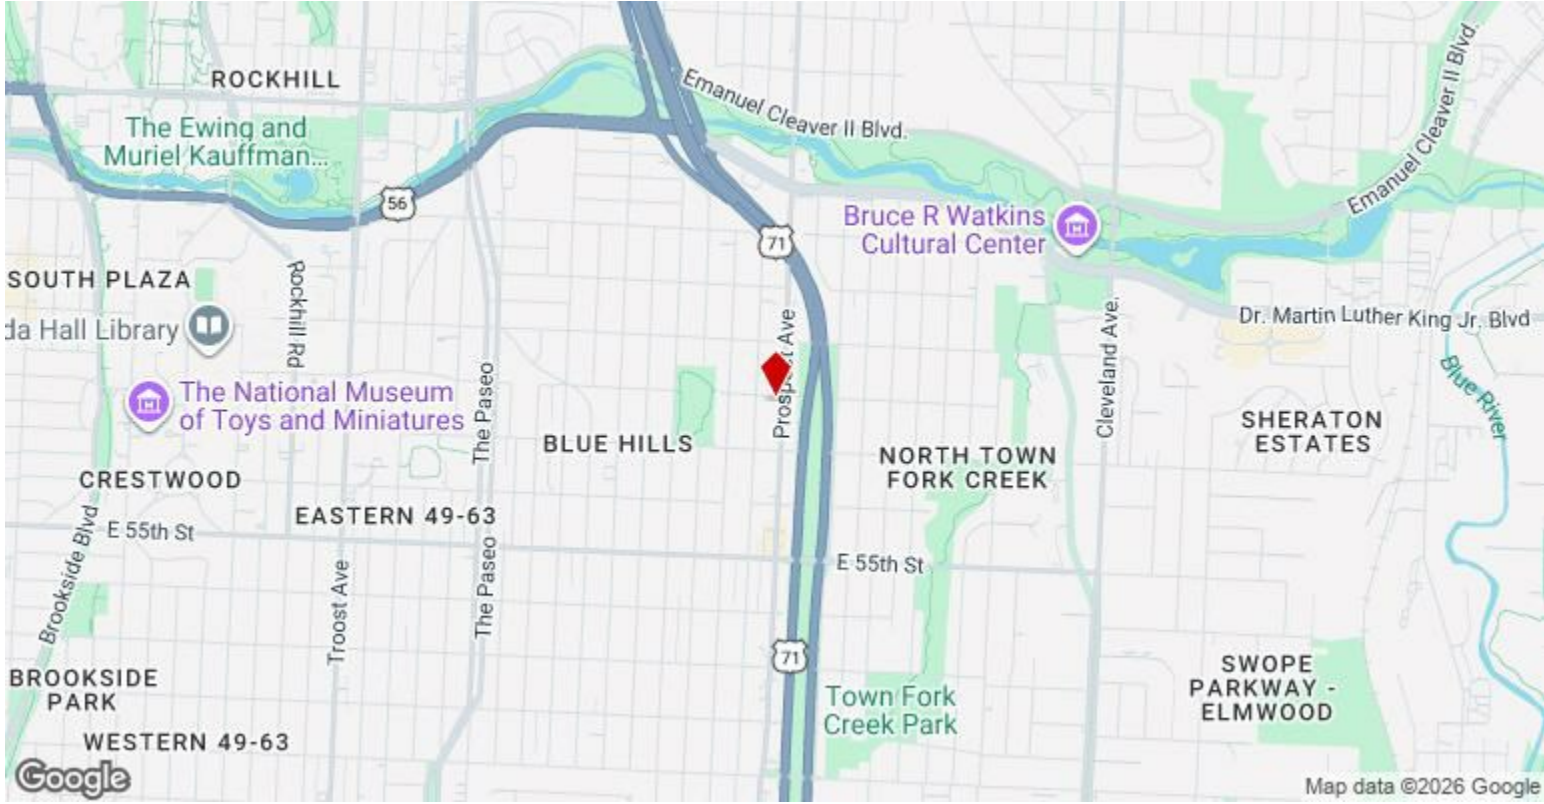 ROCKHILL
Emanuel Cleaver II Blvd.
Emanuel Cleaver II Blvd.
The Ewing and
Muriel Kauffman...
56
71
Bruce R Watkins
Cultural Center
SOUTH PLAZA
da Hall Library
Rockhill Rd
Prospect Ave
Cleveland Ave.
Dr. Martin Luther King Jr. Blvd
Blue River
The National Museum
of Toys and Miniatures
The Paseo
BLUE HILLS
SHERATON
ESTATES
NORTH TOWN
FORK CREEK
CRESTWOOD
EASTERN 49-63
E 55th St
E 55th St
Brookside Blvd
Troost Ave
The Paseo
71
BROOKSIDE
PARK
Town Fork
Creek Park
SWOPE
PARKWAY -
ELMWOOD
WESTERN 49-63
Google
Map data ©2026 Google